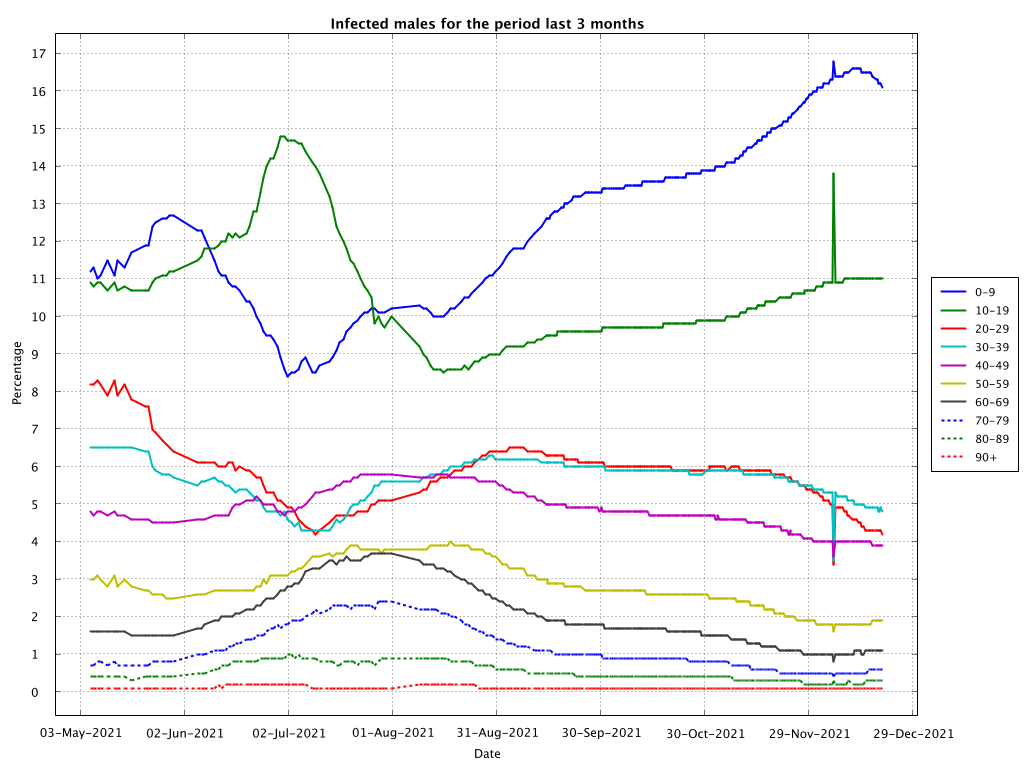 Infected males for the period last 3 months
Percentage
17
16
15
14
13
12
11
10
9
8
7
6
5
4
3
2
1
0
03-May-2021
02-Jun-2021
02-Jul-2021
01-Aug-2021
31-Aug-2021
30-Sep-2021
30-Oct-2021
29-Nov-2021
29-Dec-2021
Date
0-9
10-19
20-29
30-39
40-49
50-59
60-69
70-79
80-89
90+